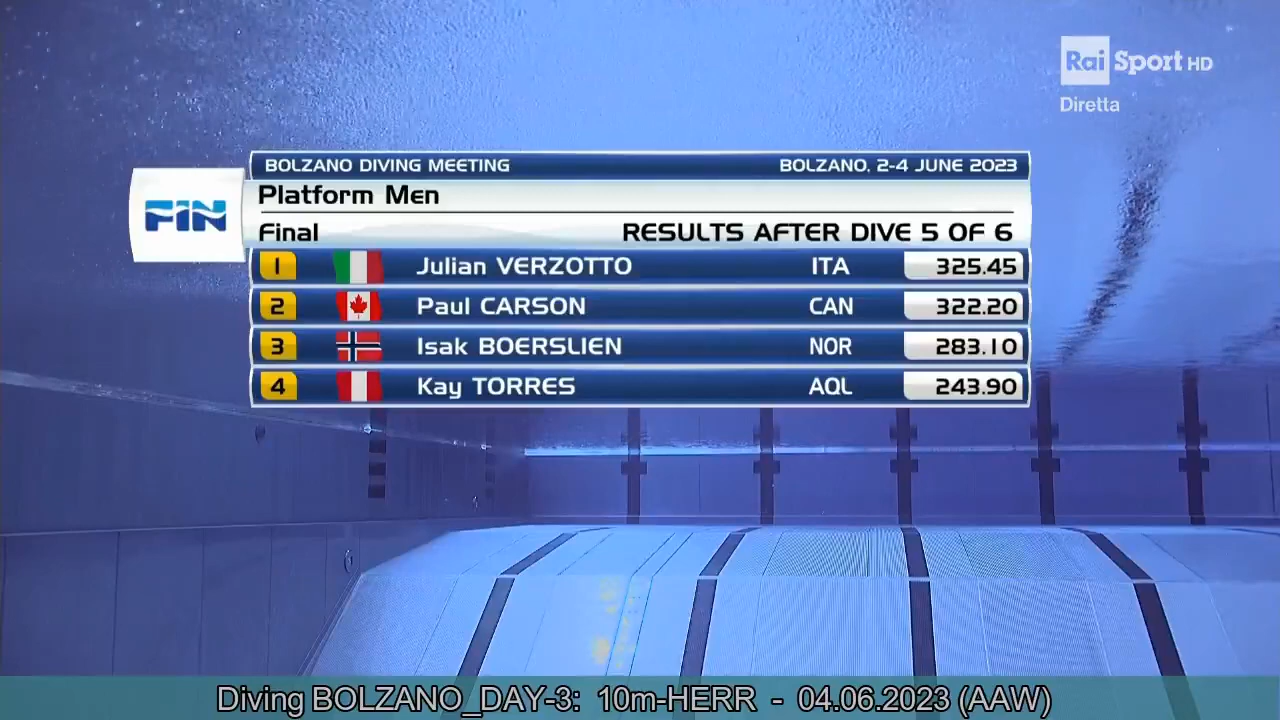 Rai Sport HD
Diretta
BOLZANO DIVING MEETING BOLZANO, 2-4 JUNE 2023
FIN
Platform Men
Final RESULTS AFTER DIVE 5 OF 6
1 Julian VERZOTTO ITA 325.45
2 Paul CARSON CAN 322.20
3 Isak BOERSLIEN NOR 283.10
4 Kay TORRES AQL 243.90
Diving BOLZANO_DAY-3: 10m-HERR - 04.06.2023 (AAW)